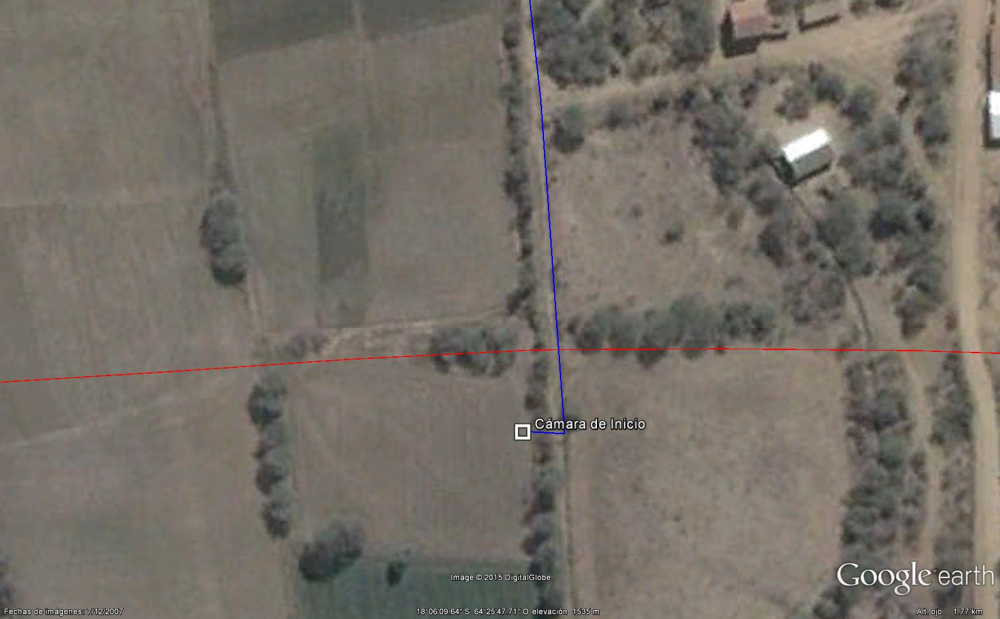 Cámara de Inicio
Image © 2015 DigitalGlobe
Google earth
Fechas de imágenes: 7/12/2007
18°06'09.64" S 64°25'47.71" O elevación 1535 m
Alt. ojo 1.77 km